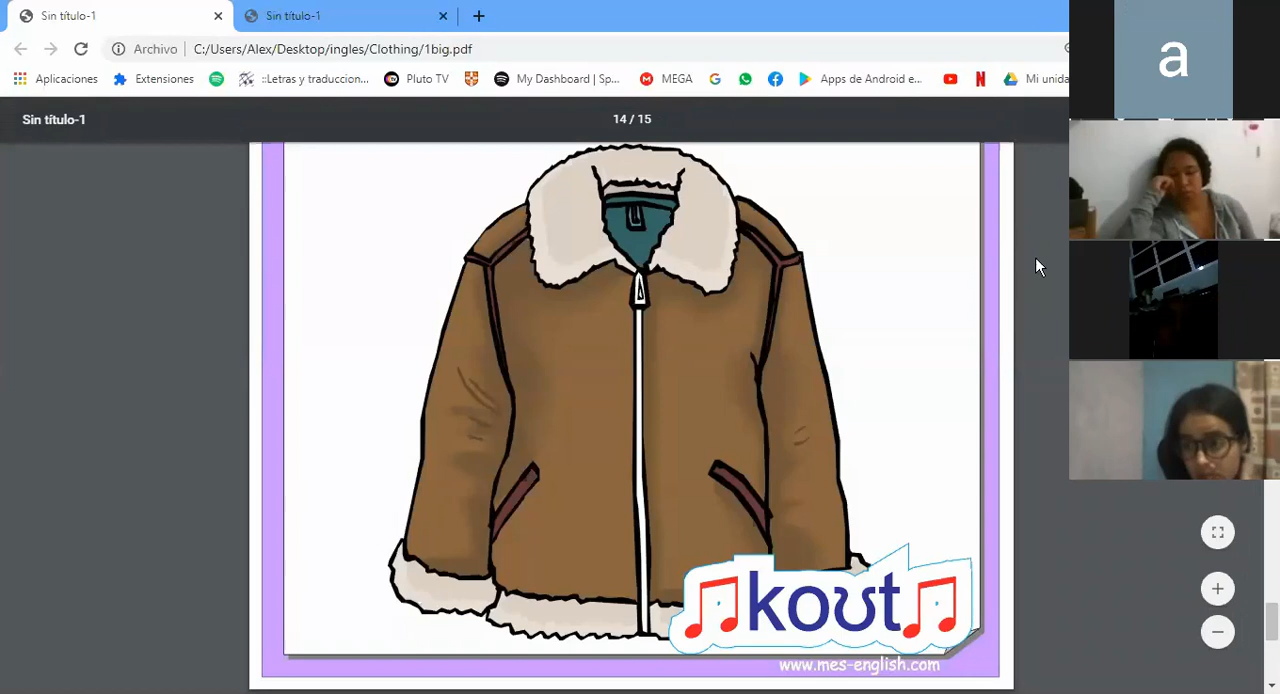 Sin título-1
Sin título-1
Archivo
C:/Users/Alex/Desktop/ingles/Clothing/1big.pdf
Aplicaciones
Extensiones
::Letras y traduccion...
Pluto TV
My Dashboard | Sp...
MEGA
Apps de Android e...
Mi unida
Sin título-1
14 / 15
a
koʊt
www.mes-english.com